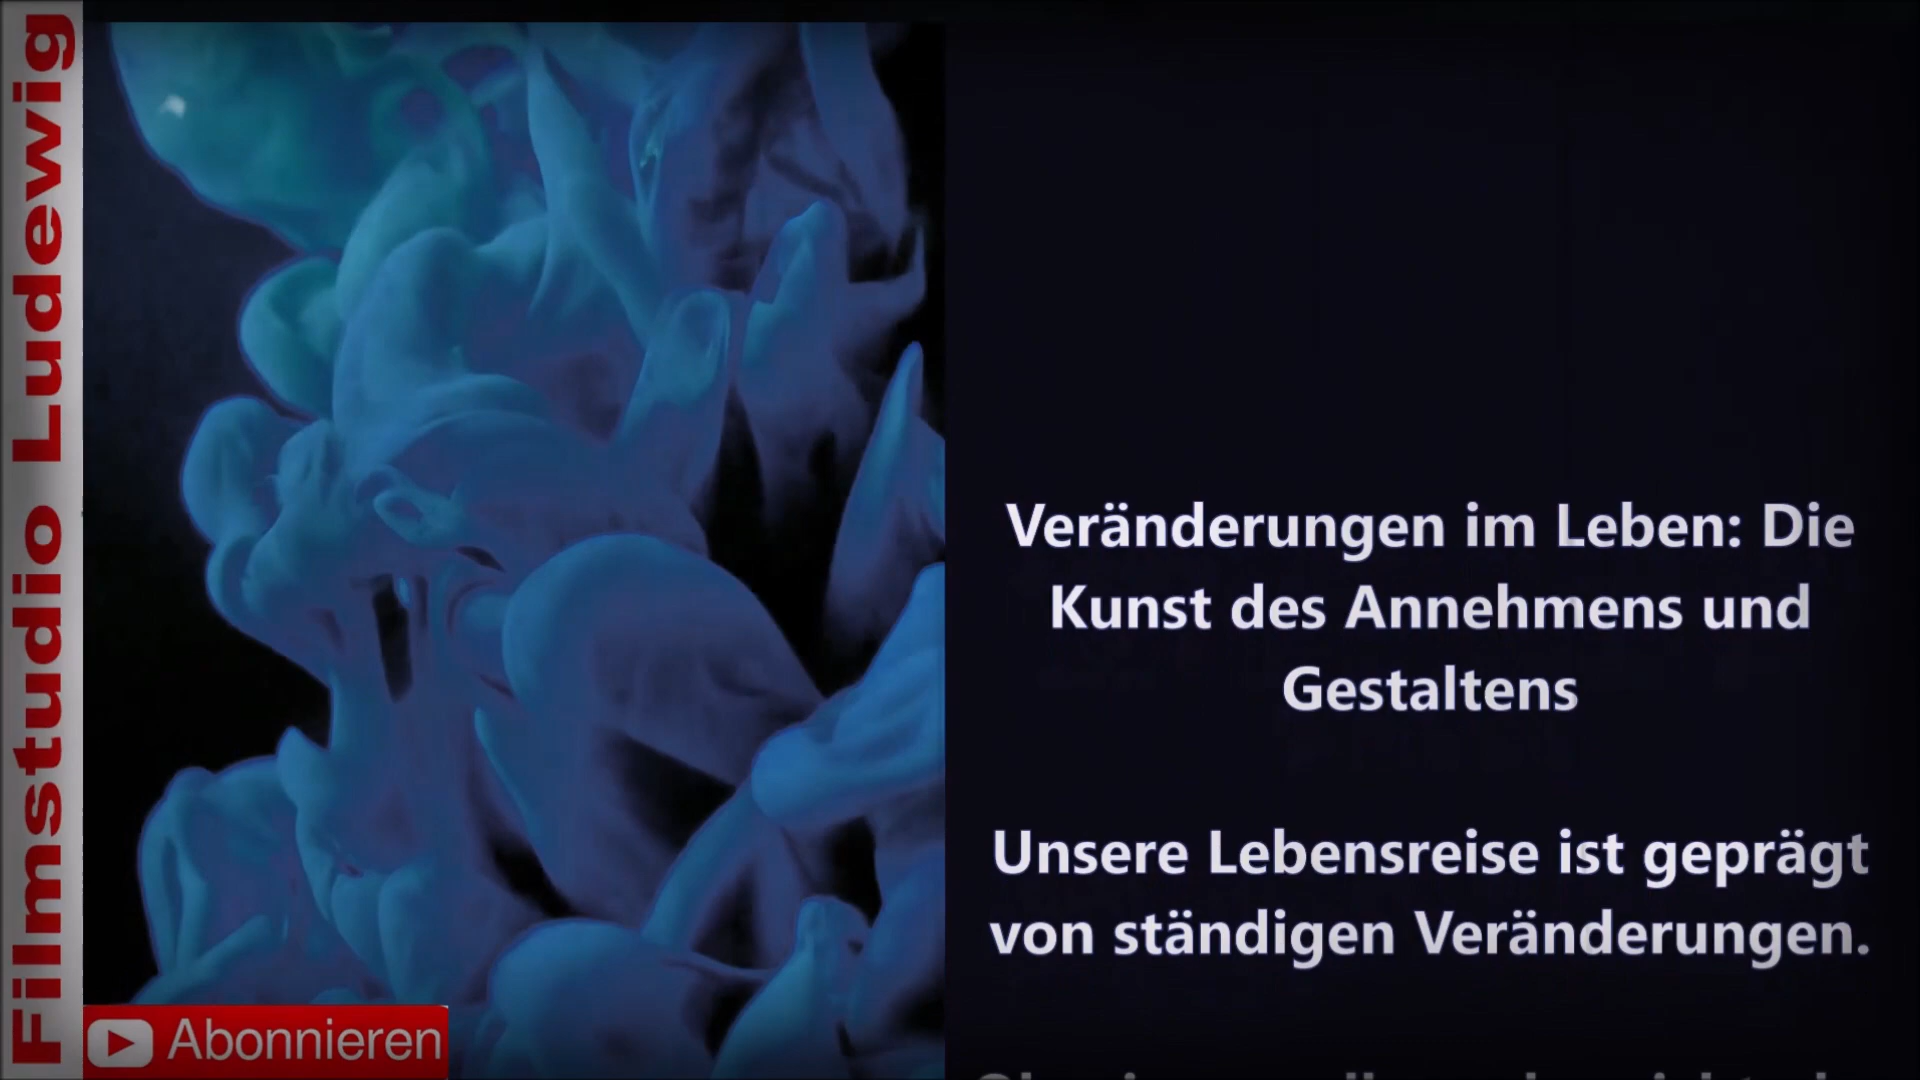 Filmstudio Ludewig
Veränderungen im Leben: Die
Kunst des Annehmens und
Gestaltens
Unsere Lebensreise ist geprägt
von ständigen Veränderungen.
Abonnieren